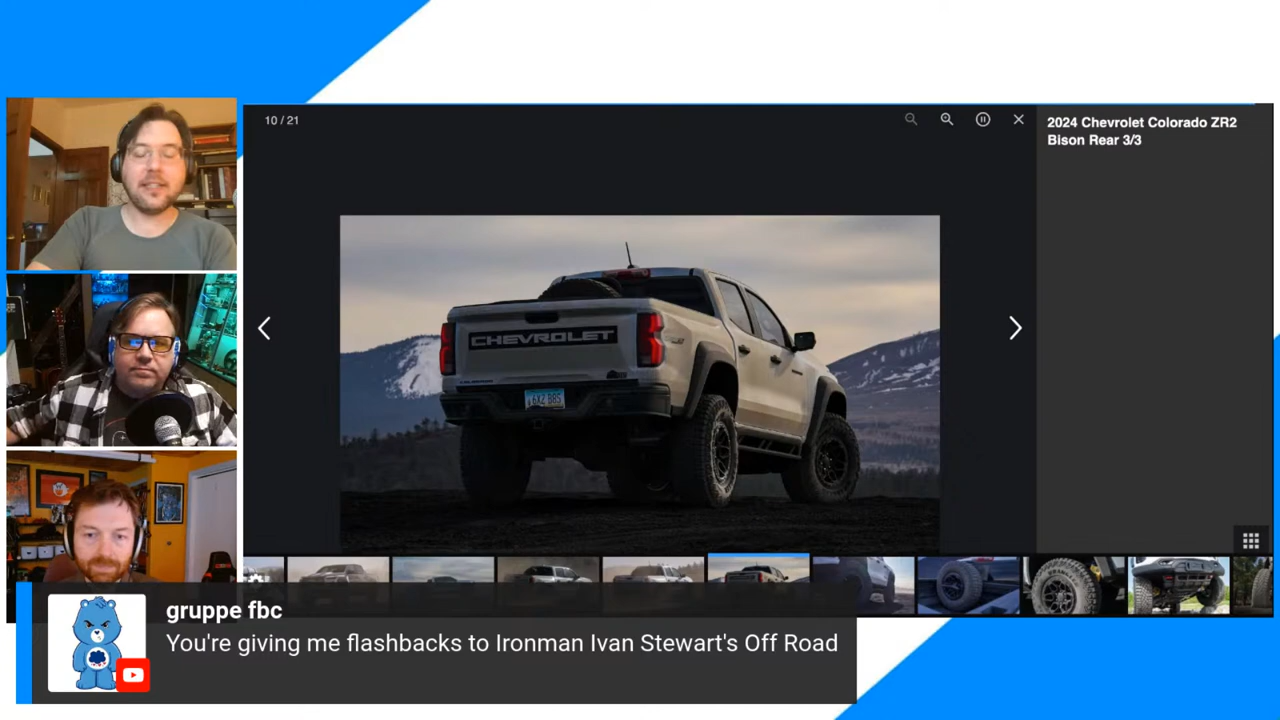 10 / 21
2024 Chevrolet Colorado ZR2
Bison Rear 3/3
CHEVROLET
gruppe fbc
You're giving me flashbacks to Ironman Ivan Stewart's Off Road